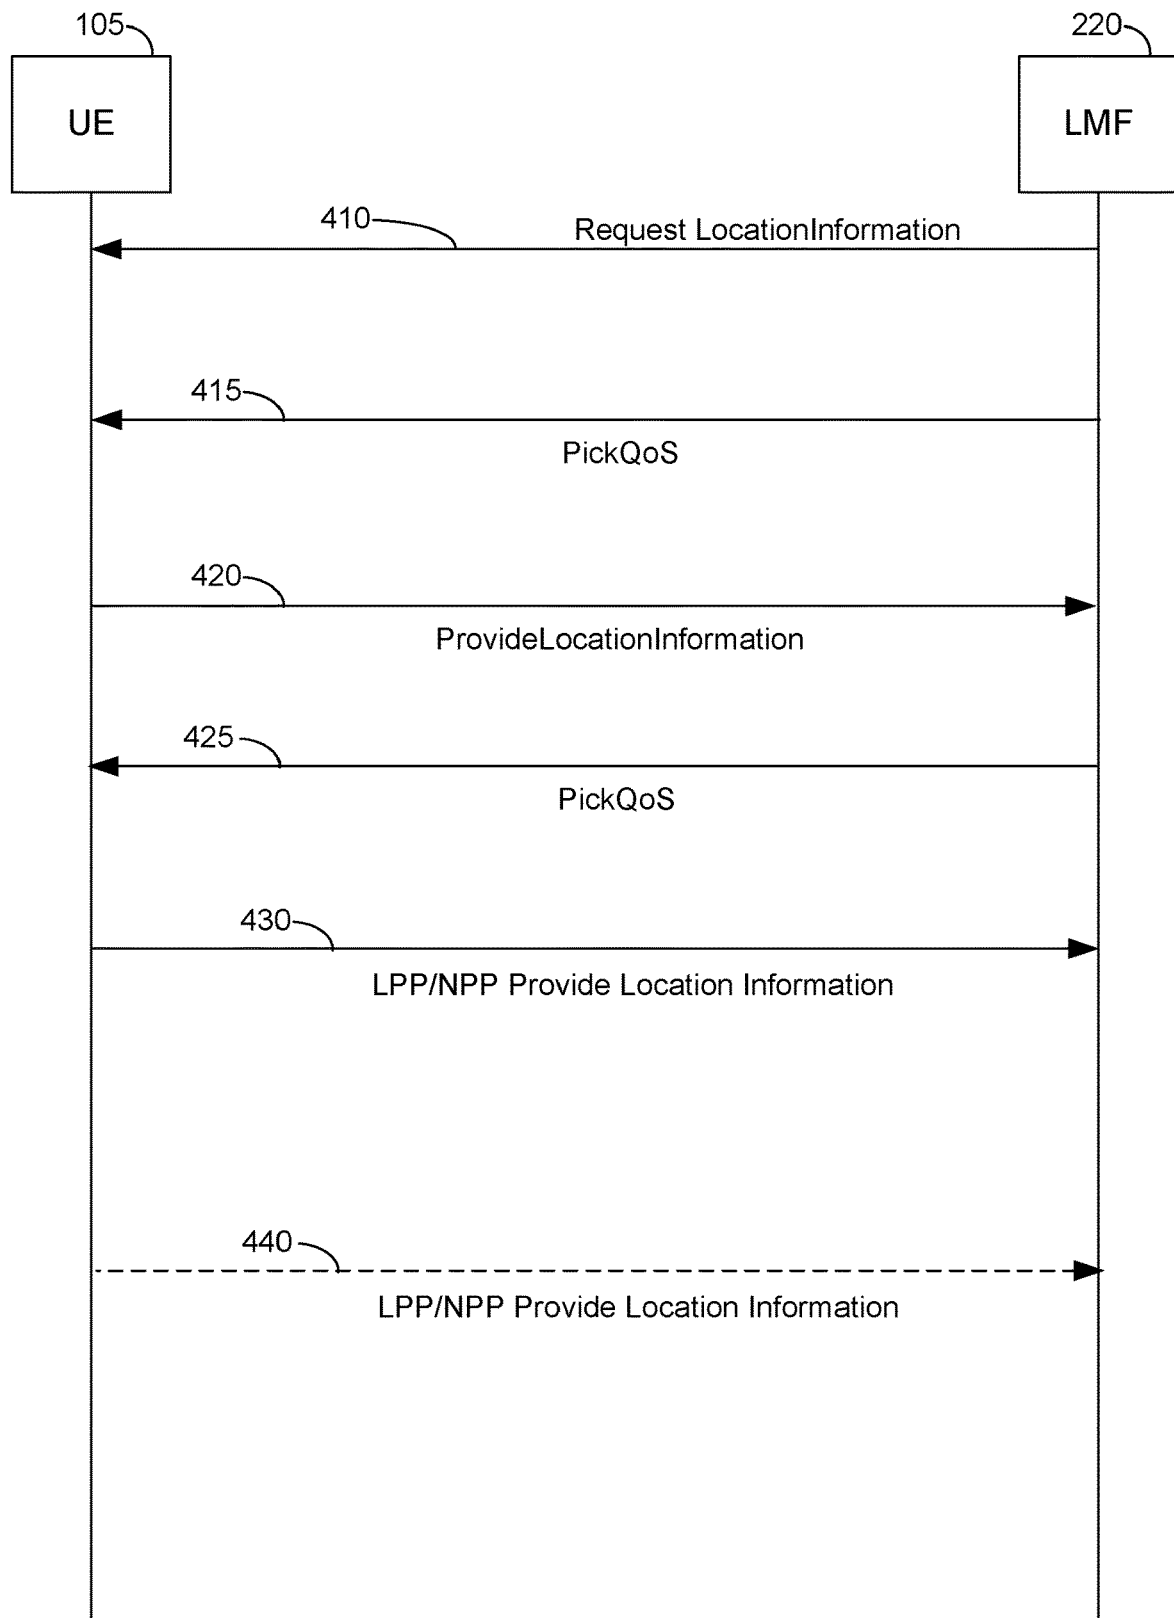 105
220
UE
LMF
410
Request LocationInformation
415
PickQoS
420
ProvideLocationInformation
425
PickQoS
430
LPP/NPP Provide Location Information
440
LPP/NPP Provide Location Information